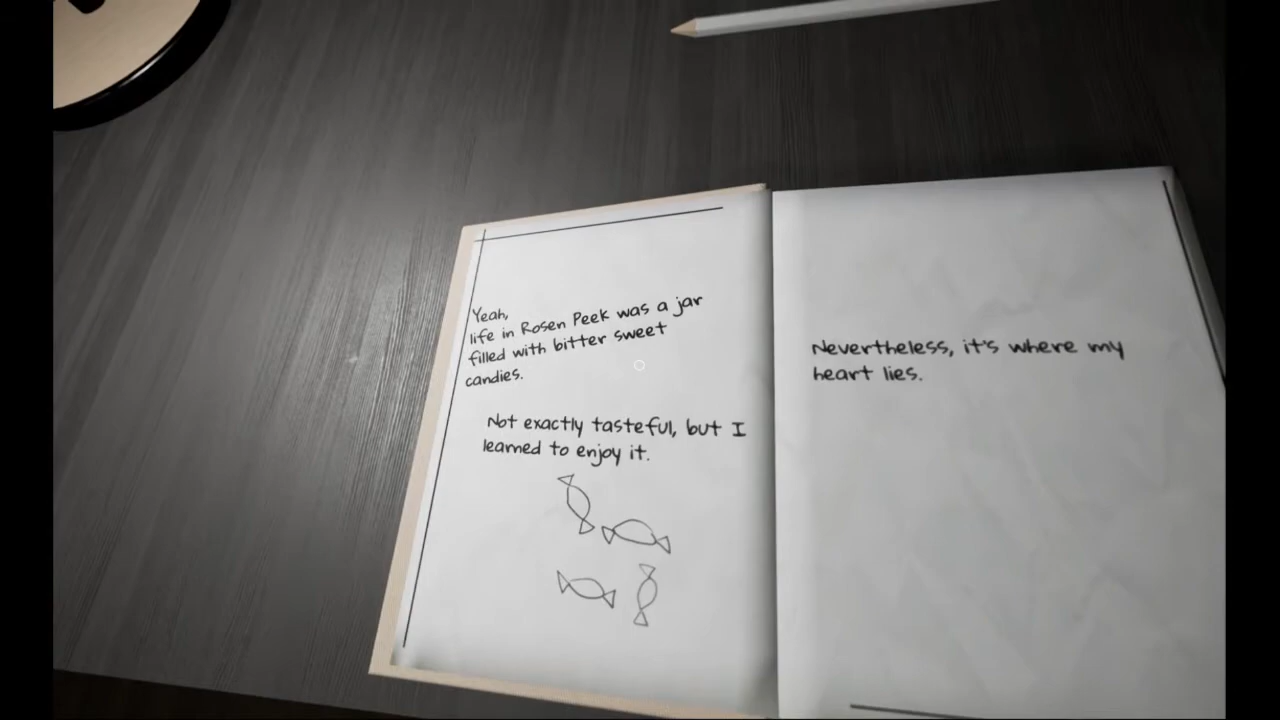 Yeah,
life in Rosen Peek was a jar
filled with bitter sweet
candies.
Not exactly tasteful, but I
learned to enjoy it.
Nevertheless, it's where my
heart lies.